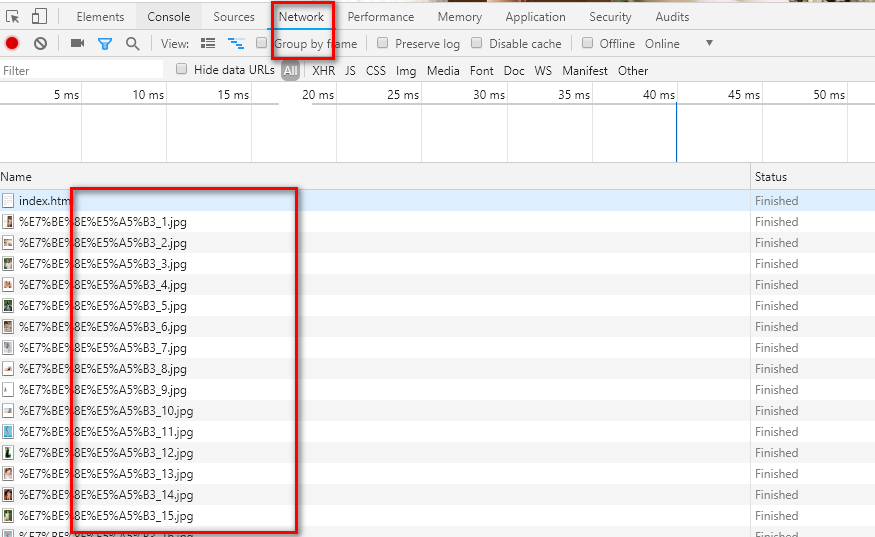 Elements Console Sources Network Performance Memory Application Security Audits
View: Group by frame Preserve log Disable cache Offline Online
Filter Hide data URLs All XHR JS CSS Img Media Font Doc WS Manifest Other
5 ms 10 ms 15 ms 20 ms 25 ms 30 ms 35 ms 40 ms 45 ms 50 ms
Name Status
index.htm Finished
%E7%BE%8E%E5%A5%B3_1.jpg Finished
%E7%BE%8E%E5%A5%B3_2.jpg Finished
%E7%BE%8E%E5%A5%B3_3.jpg Finished
%E7%BE%8E%E5%A5%B3_4.jpg Finished
%E7%BE%8E%E5%A5%B3_5.jpg Finished
%E7%BE%8E%E5%A5%B3_6.jpg Finished
%E7%BE%8E%E5%A5%B3_7.jpg Finished
%E7%BE%8E%E5%A5%B3_8.jpg Finished
%E7%BE%8E%E5%A5%B3_9.jpg Finished
%E7%BE%8E%E5%A5%B3_10.jpg Finished
%E7%BE%8E%E5%A5%B3_11.jpg Finished
%E7%BE%8E%E5%A5%B3_12.jpg Finished
%E7%BE%8E%E5%A5%B3_13.jpg Finished
%E7%BE%8E%E5%A5%B3_14.jpg Finished
%E7%BE%8E%E5%A5%B3_15.jpg Finished